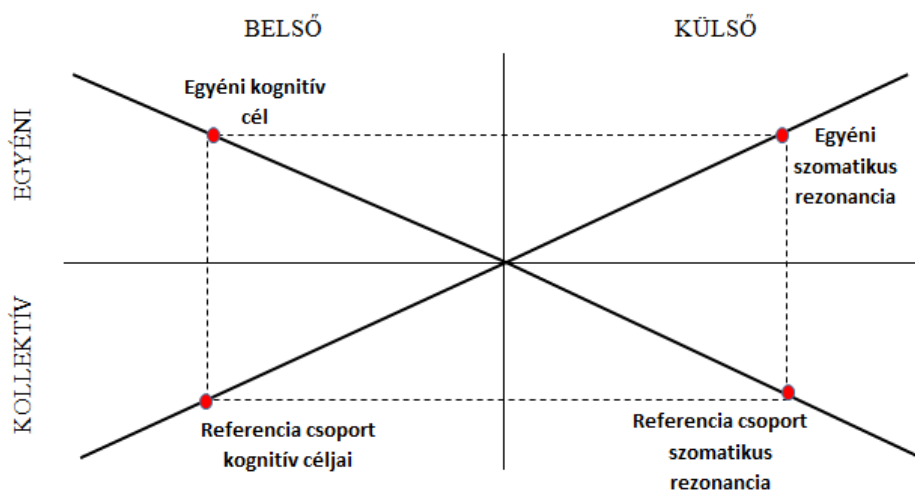 BELSŐ
KÜLSŐ
EGYÉNI
Egyéni kognitív
cél
Egyéni
szomatikus
rezonancia
KOLLEKTÍV
Referencia csoport
kognitív céljai
Referencia csoport
szomatikus
rezonancia